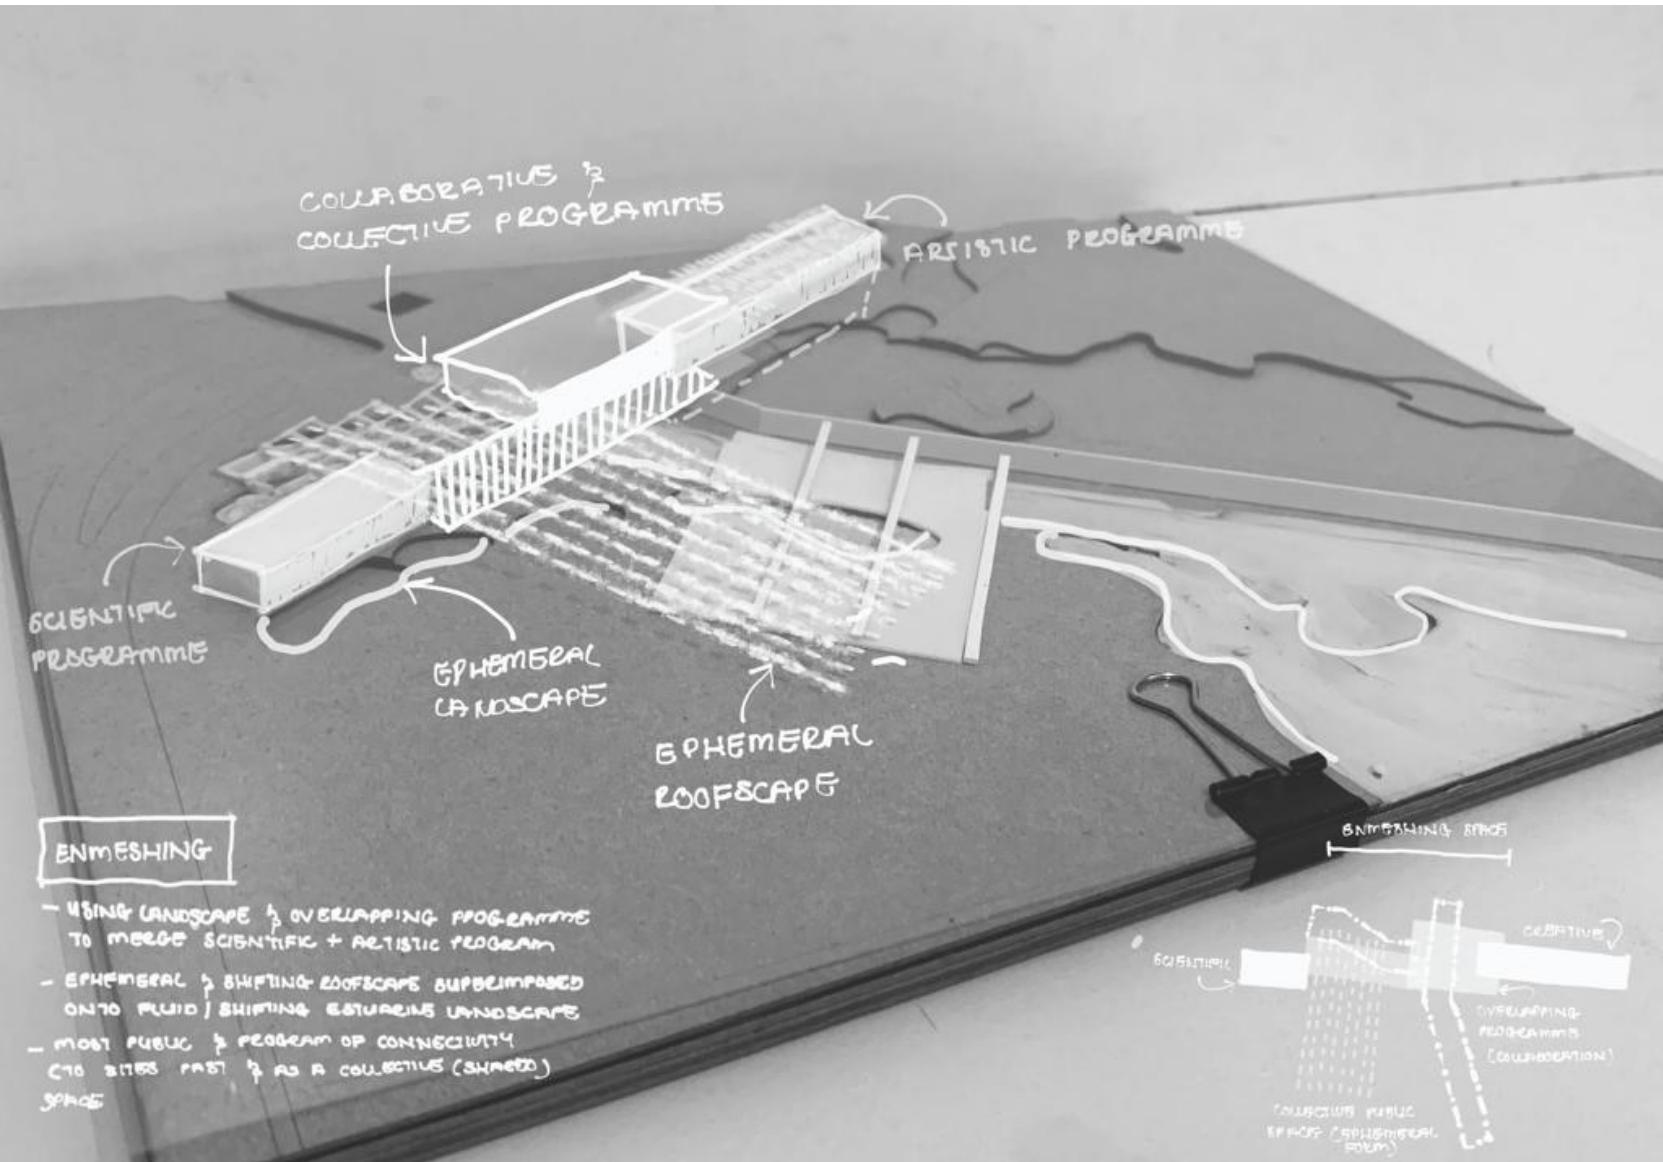 COLLABORATIVE &
COLLECTIVE PROGRAMME
ARTISTIC PROGRAMME
SCIENTIFIC
PROGRAMME
EPHEMERAL
LANDSCAPE
EPHEMERAL
ROOFSCAPE
ENMESHING
- USING LANDSCAPE & OVERLAPPING PROGRAMME
TO MERGE SCIENTIFIC + ARTISTIC PROGRAM
- EPHEMERAL & SHIFTING ROOFSCAPE SUPERIMPOSED
ONTO FLUID / SHIFTING ESTUARINE LANDSCAPE
- MOST PUBLIC & PROGRAM OF CONNECTIVITY
(TO SITES PAST & AS A COLLECTIVE (SHARED)
SPACE
ENMESHING SPACE
CREATIVE
SCIENTIFIC
OVERLAPPING
PROGRAMME
(COLLABORATION)
COLLECTIVE PUBLIC
SPACE (EPHEMERAL
FORM)